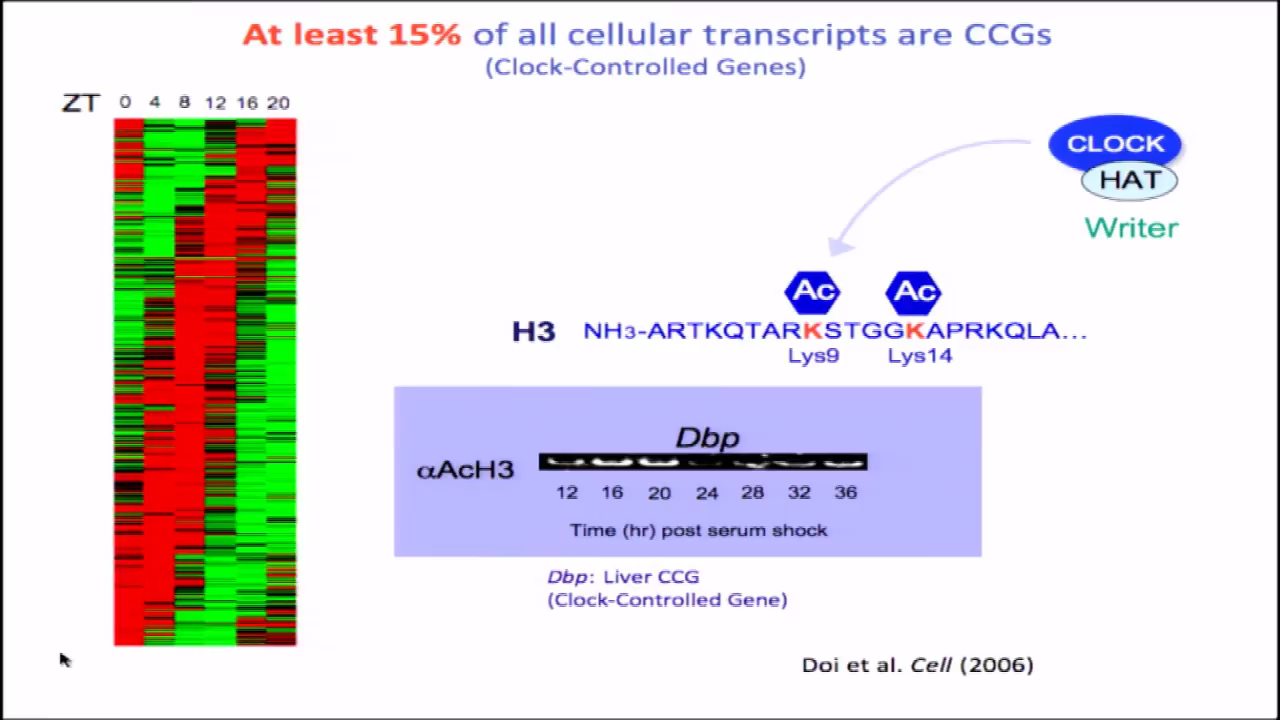 At least 15% of all cellular transcripts are CCGs
(Clock-Controlled Genes)
ZT 0 4 8 12 16 20
CLOCK
HAT
Writer
Ac Ac
H3 NH3-ARTKQTARKSTGGKAPRKQLA...
Lys9 Lys14
Dbp
αAcH3
12 16 20 24 28 32 36
Time (hr) post serum shock
Dbp: Liver CCG
(Clock-Controlled Gene)
Doi et al. Cell (2006)